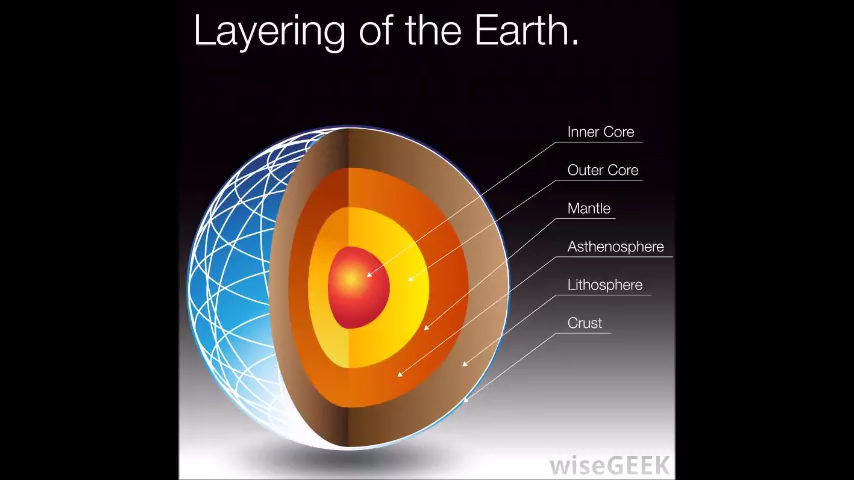 Layering of the Earth.
Inner Core
Outer Core
Mantle
Asthenosphere
Lithosphere
Crust
wiseGEEK